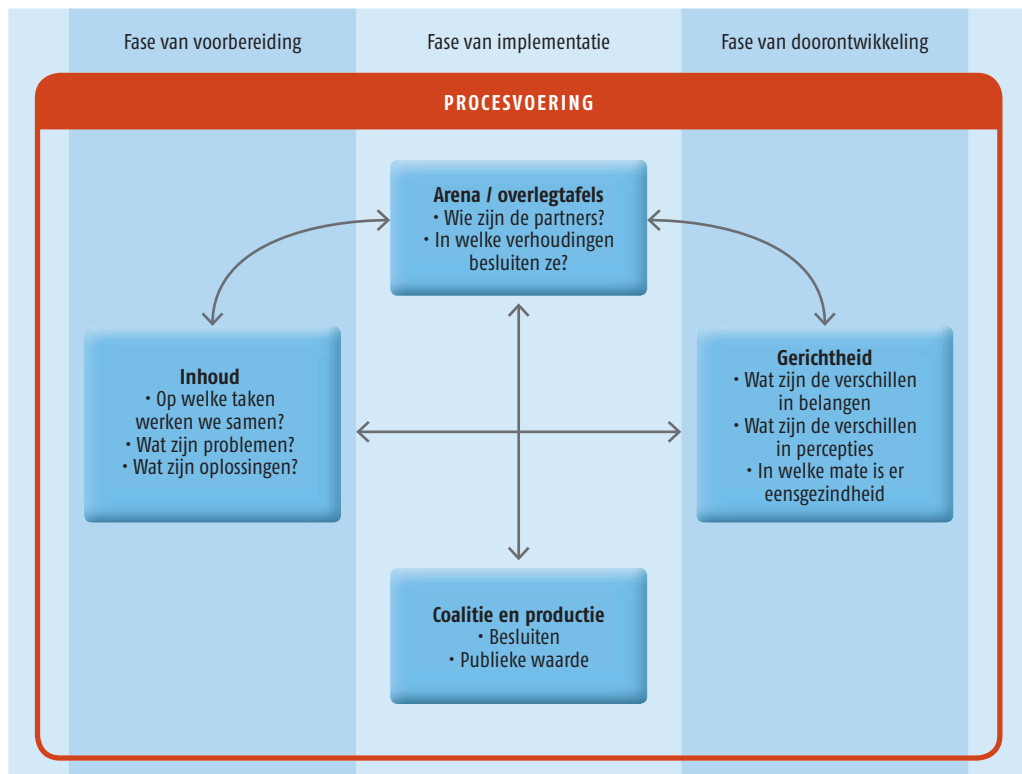 Fase van voorbereiding
Fase van implementatie
Fase van doorontwikkeling
PROCESVOERING
Arena / overlegtafels
• Wie zijn de partners?
• In welke verhoudingen
besluiten ze?
Inhoud
• Op welke taken
werken we samen?
• Wat zijn problemen?
• Wat zijn oplossingen?
Gerichtheid
• Wat zijn de verschillen
in belangen
• Wat zijn de verschillen
in percepties
• In welke mate is er
eensgezindheid
Coalitie en productie
• Besluiten
• Publieke waarde